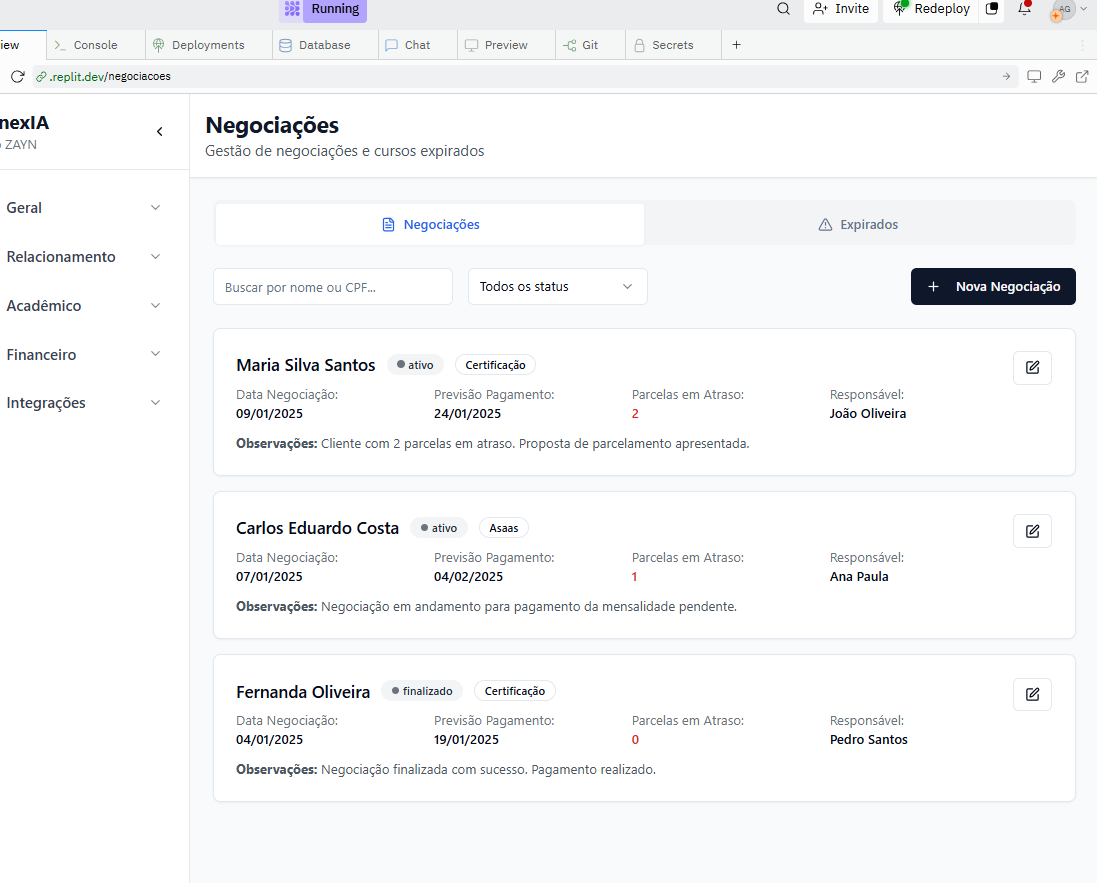 Running
Invite
Redeploy
AG
iew
Console
Deployments
Database
Chat
Preview
Git
Secrets
.replit.dev/negociacoes
nexIA
ZAYN
Geral
Relacionamento
Acadêmico
Financeiro
Integrações
Negociações
Gestão de negociações e cursos expirados
Negociações
Expirados
Buscar por nome ou CPF...
Todos os status
Nova Negociação
Maria Silva Santos ativo Certificação
Data Negociação: Previsão Pagamento: Parcelas em Atraso: Responsável:
09/01/2025 24/01/2025 2 João Oliveira
Observações: Cliente com 2 parcelas em atraso. Proposta de parcelamento apresentada.
Carlos Eduardo Costa ativo Asaas
Data Negociação: Previsão Pagamento: Parcelas em Atraso: Responsável:
07/01/2025 04/02/2025 1 Ana Paula
Observações: Negociação em andamento para pagamento da mensalidade pendente.
Fernanda Oliveira finalizado Certificação
Data Negociação: Previsão Pagamento: Parcelas em Atraso: Responsável:
04/01/2025 19/01/2025 0 Pedro Santos
Observações: Negociação finalizada com sucesso. Pagamento realizado.